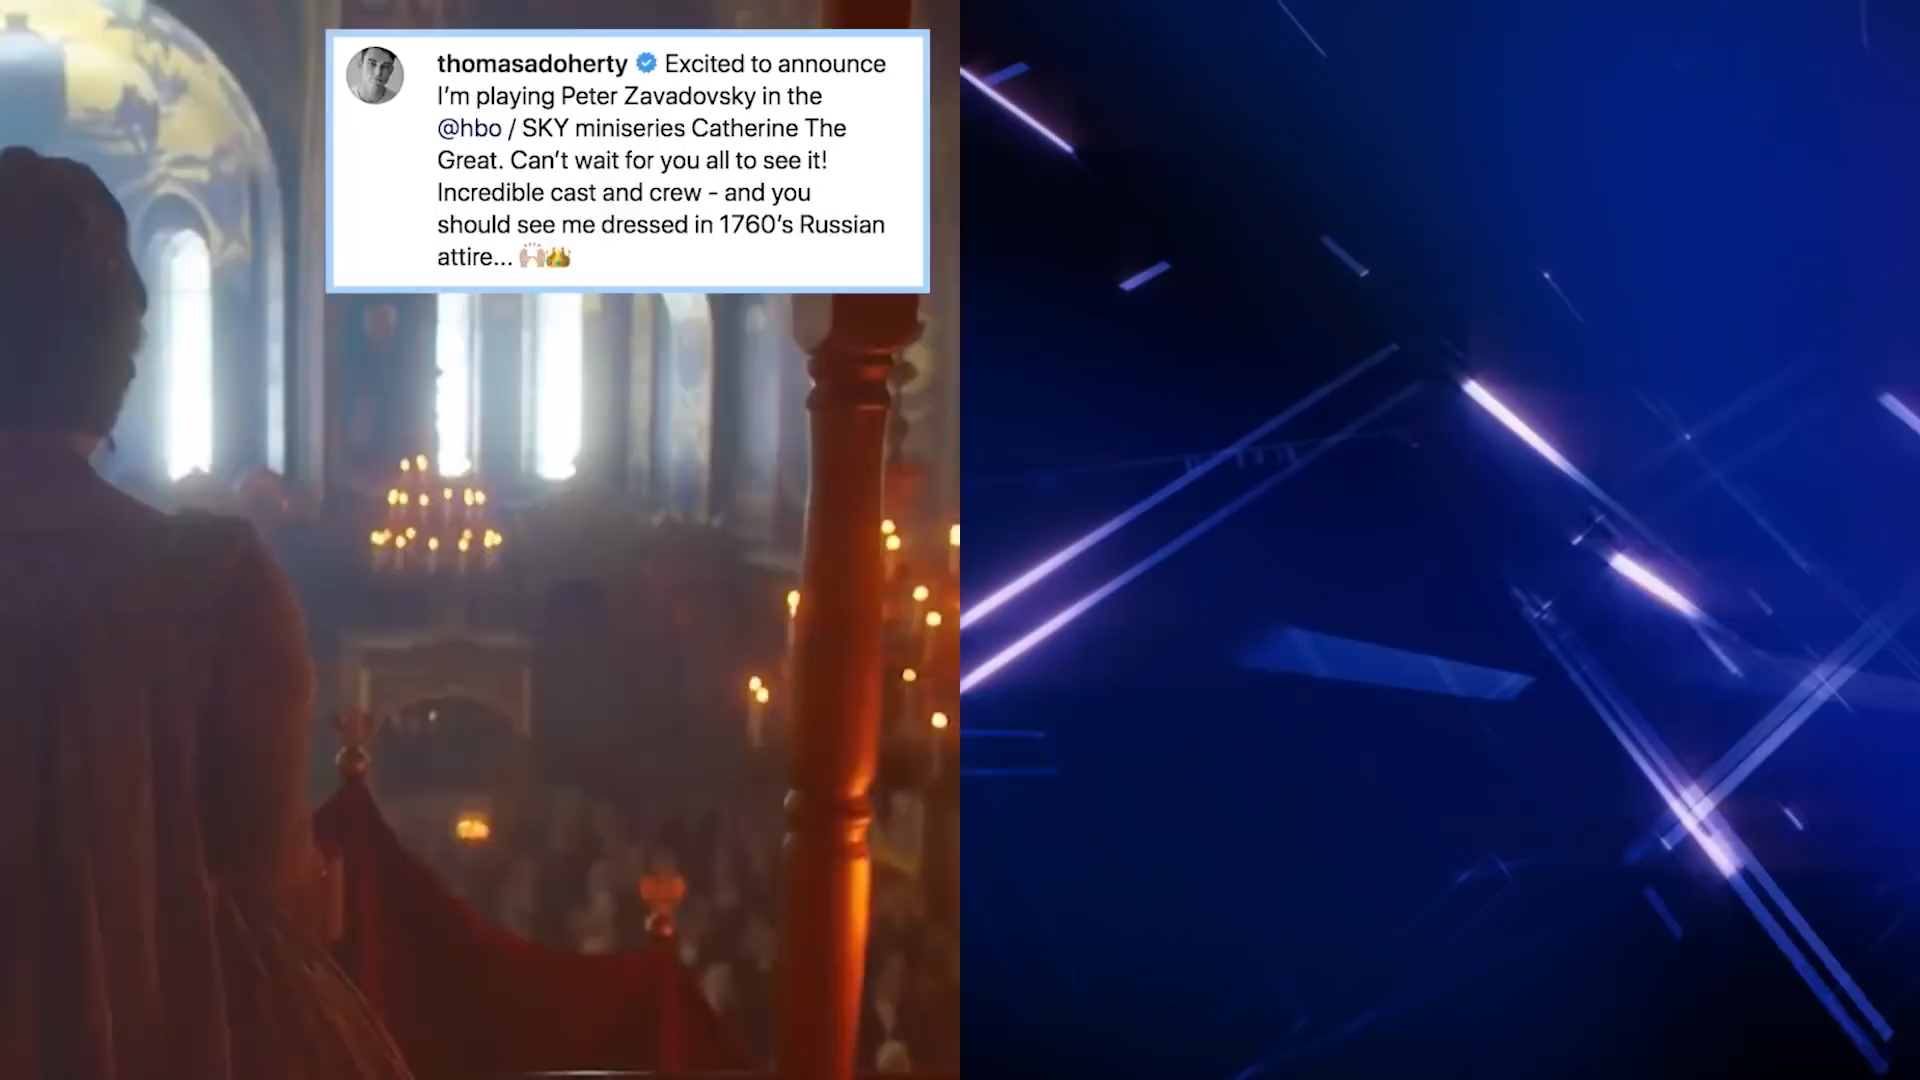 thomasadoherty Excited to announce
I’m playing Peter Zavadovsky in the
@hbo / SKY miniseries Catherine The
Great. Can’t wait for you all to see it!
Incredible cast and crew - and you
should see me dressed in 1760’s Russian
attire... 🙌🏼👑